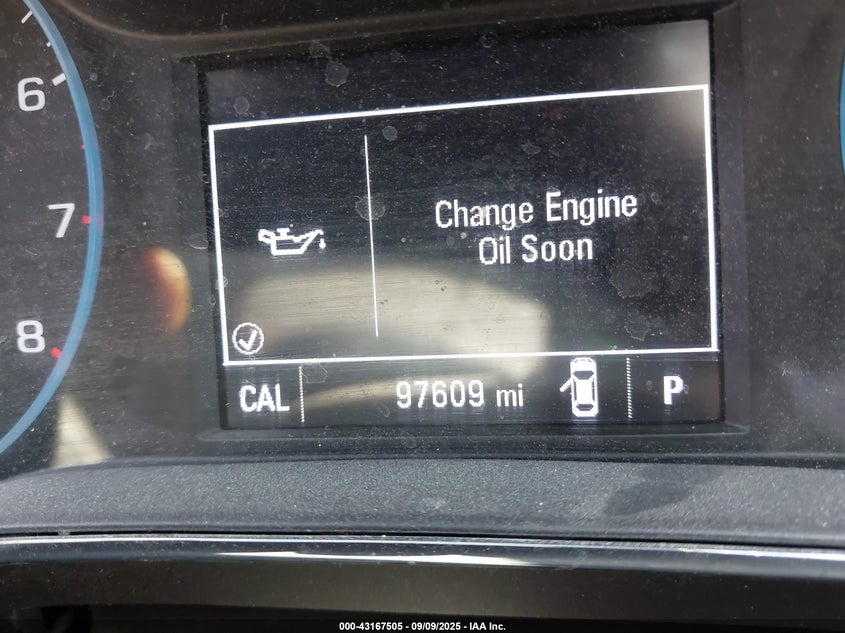 6
7
8
Change Engine
Oil Soon
CAL 97609 mi P
000-43167505 - 09/09/2025 - IAA Inc.